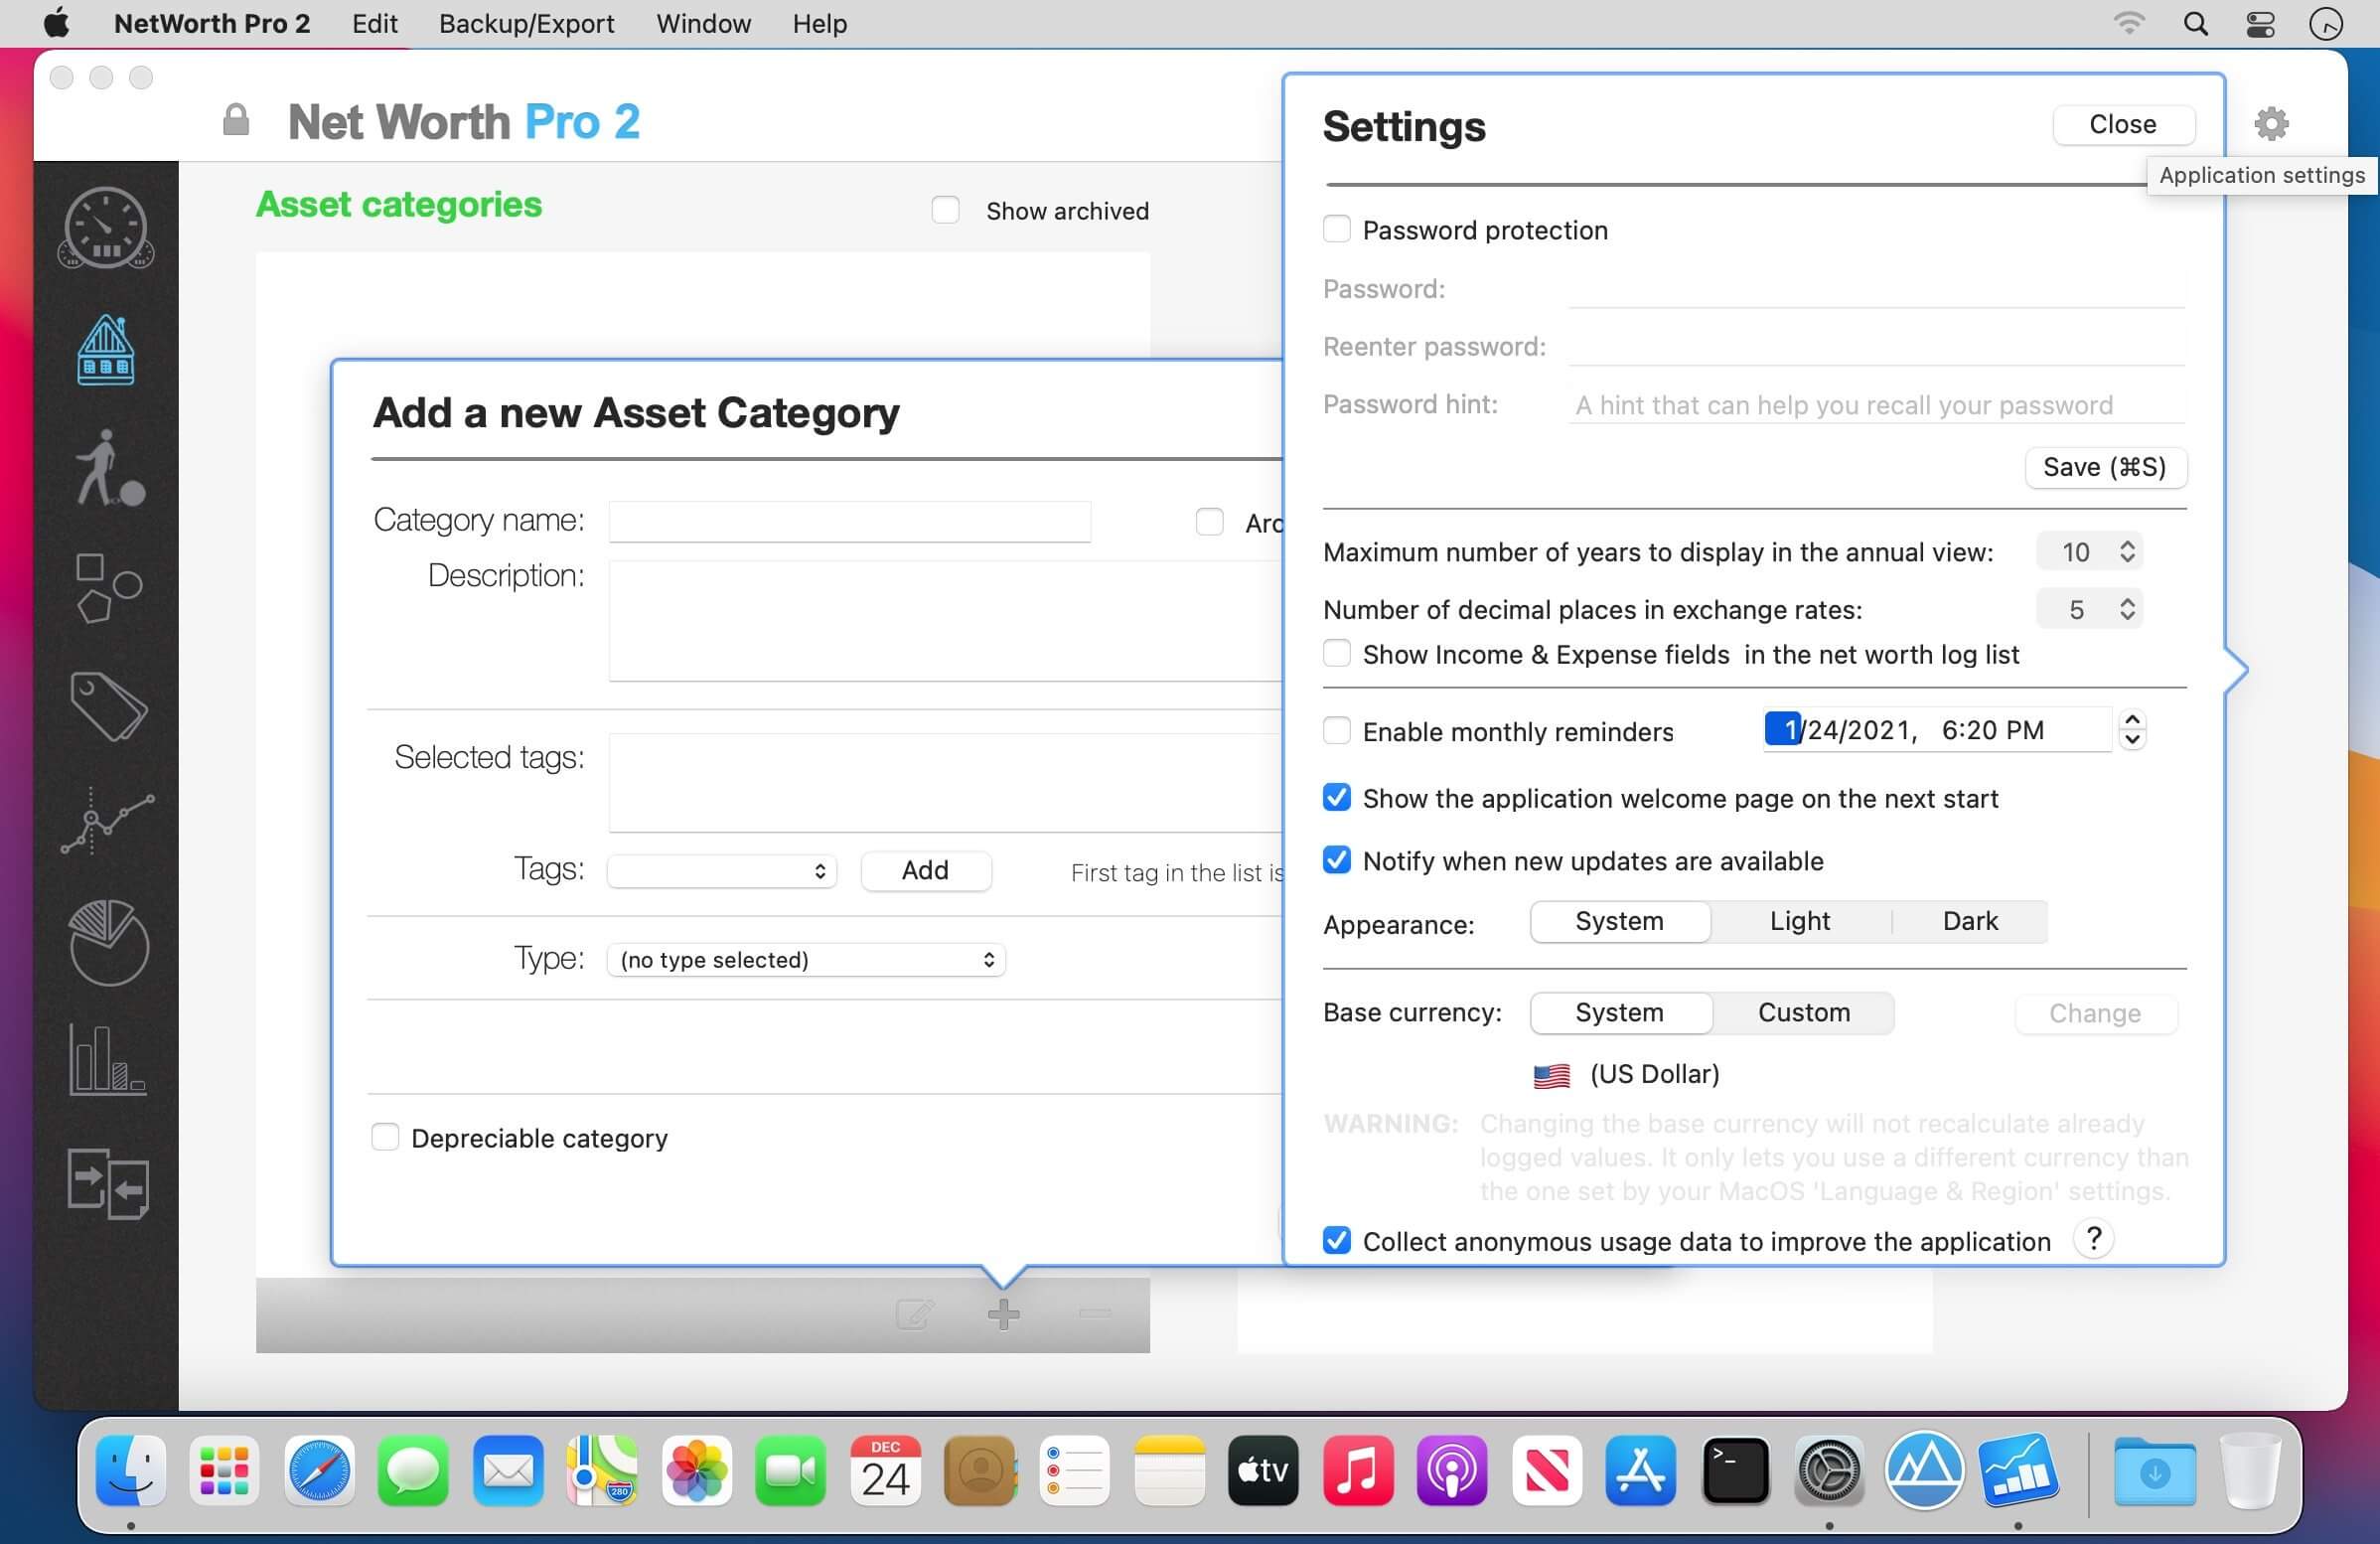 NetWorth Pro 2 Edit Backup/Export Window Help
Net Worth Pro 2
Asset categories
Show archived
Add a new Asset Category
Category name:
Description:
Selected tags:
Tags:
Add
First tag in the list is
Type:
(no type selected)
Depreciable category
Settings
Close
Application settings
Password protection
Password:
Reenter password:
Password hint: A hint that can help you recall your password
Save (⌘S)
Maximum number of years to display in the annual view: 10
Number of decimal places in exchange rates: 5
Show Income & Expense fields in the net worth log list
Enable monthly reminders 1/24/2021, 6:20 PM
Show the application welcome page on the next start
Notify when new updates are available
Appearance: System Light Dark
Base currency: System Custom Change
(US Dollar)
WARNING: Changing the base currency will not recalculate already
logged values. It only lets you use a different currency than
the one set by your MacOS 'Language & Region' settings.
Collect anonymous usage data to improve the application ?
280
DEC
24
tv
>_